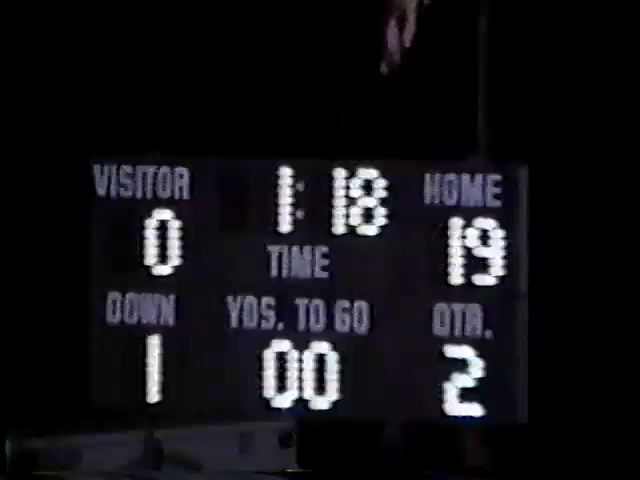 VISITOR 1:18 HOME
0 TIME 19
DOWN YDS. TO GO QTR.
1 00 2